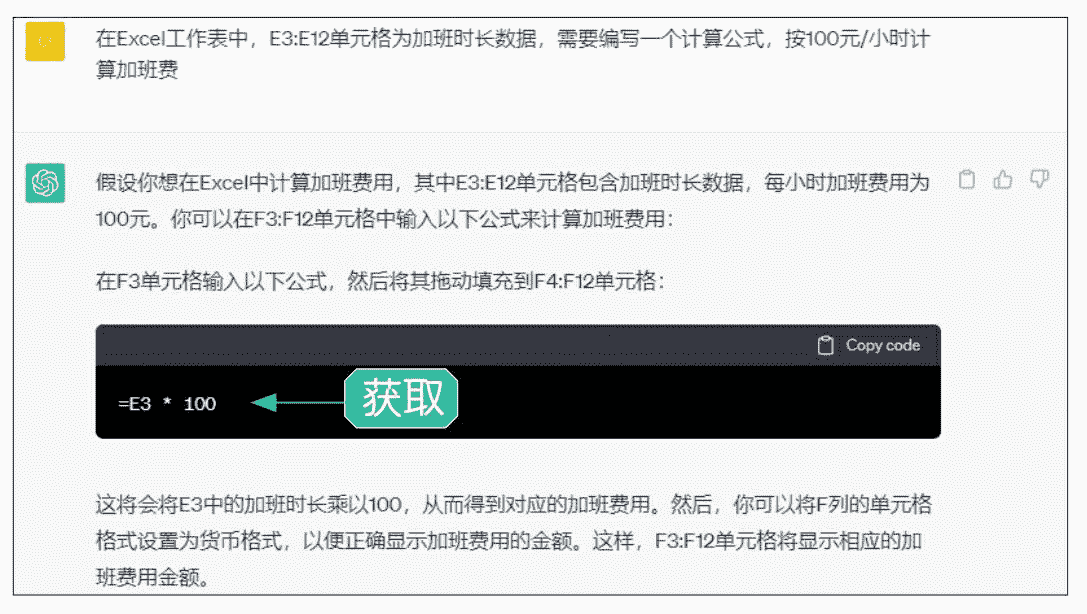 在Excel工作表中，E3:E12单元格为加班时长数据，需要编写一个计算公式，按100元/小时计
算加班费
假设你想在Excel中计算加班费用，其中E3:E12单元格包含加班时长数据，每小时加班费用为
100元。你可以在F3:F12单元格中输入以下公式来计算加班费用：
在F3单元格输入以下公式，然后将其拖动填充到F4:F12单元格：
Copy code
=E3 * 100
获取
这将会将E3中的加班时长乘以100，从而得到对应的加班费用。然后，你可以将F列的单元格
格式设置为货币格式，以便正确显示加班费用的金额。这样，F3:F12单元格将显示相应的加
班费用金额。